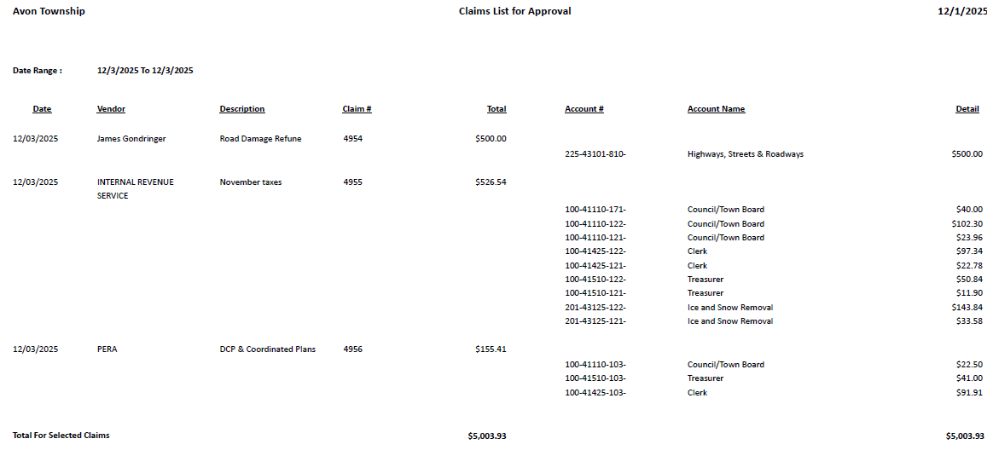 Avon Township Claims List for Approval 12/1/2025
Date Range : 12/3/2025 To 12/3/2025
Date Vendor Description Claim # Total Account # Account Name Detail
12/03/2025 James Gondringer Road Damage Refune 4954 $500.00
225-43101-810- Highways, Streets & Roadways $500.00
12/03/2025 INTERNAL REVENUE November taxes 4955 $526.54
SERVICE
100-41110-171- Council/Town Board $40.00
100-41110-122- Council/Town Board $102.30
100-41110-121- Council/Town Board $23.96
100-41425-122- Clerk $97.34
100-41425-121- Clerk $22.78
100-41510-122- Treasurer $50.84
100-41510-121- Treasurer $11.90
201-43125-122- Ice and Snow Removal $143.84
201-43125-121- Ice and Snow Removal $33.58
12/03/2025 PERA DCP & Coordinated Plans 4956 $155.41
100-41110-103- Council/Town Board $22.50
100-41510-103- Treasurer $41.00
100-41425-103- Clerk $91.91
Total For Selected Claims $5,003.93 $5,003.93